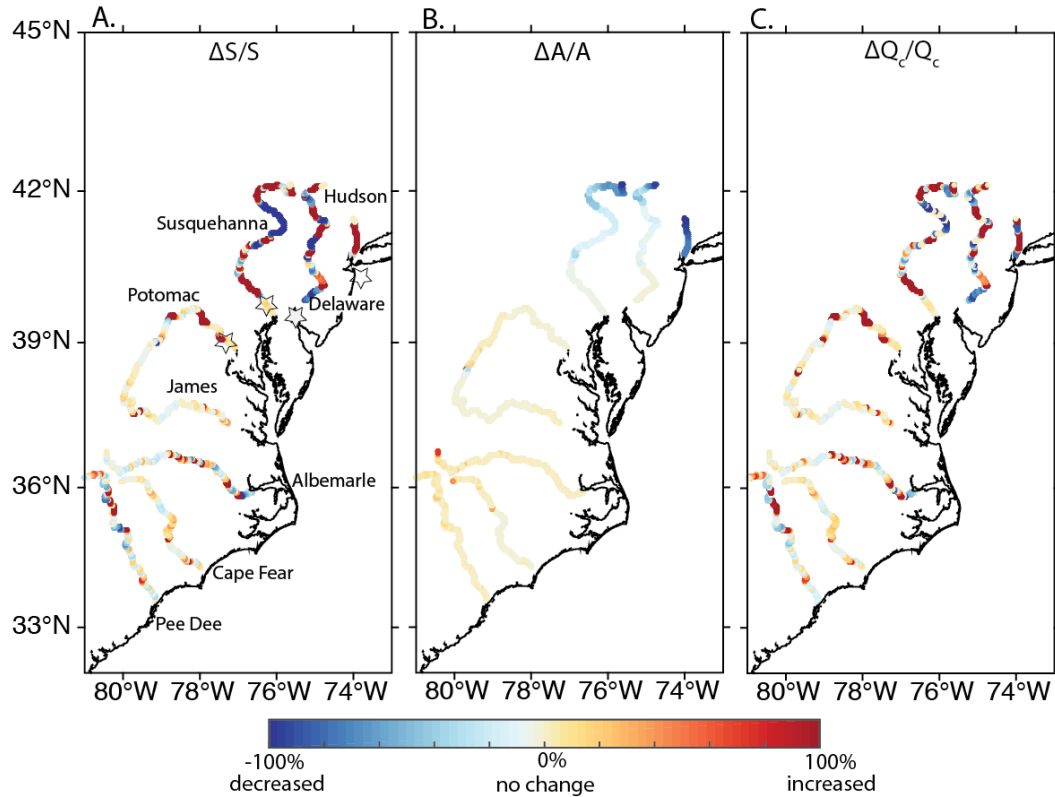 A. B. C.
45°N
ΔS/S ΔA/A ΔQc/Qc
42°N
Hudson
Susquehanna
Potomac
Delaware
39°N
James
Albemarle
36°N
Cape Fear
Pee Dee
33°N
80°W 78°W 76°W 74°W 80°W 78°W 76°W 74°W 80°W 78°W 76°W 74°W
-100% 0% 100%
decreased no change increased